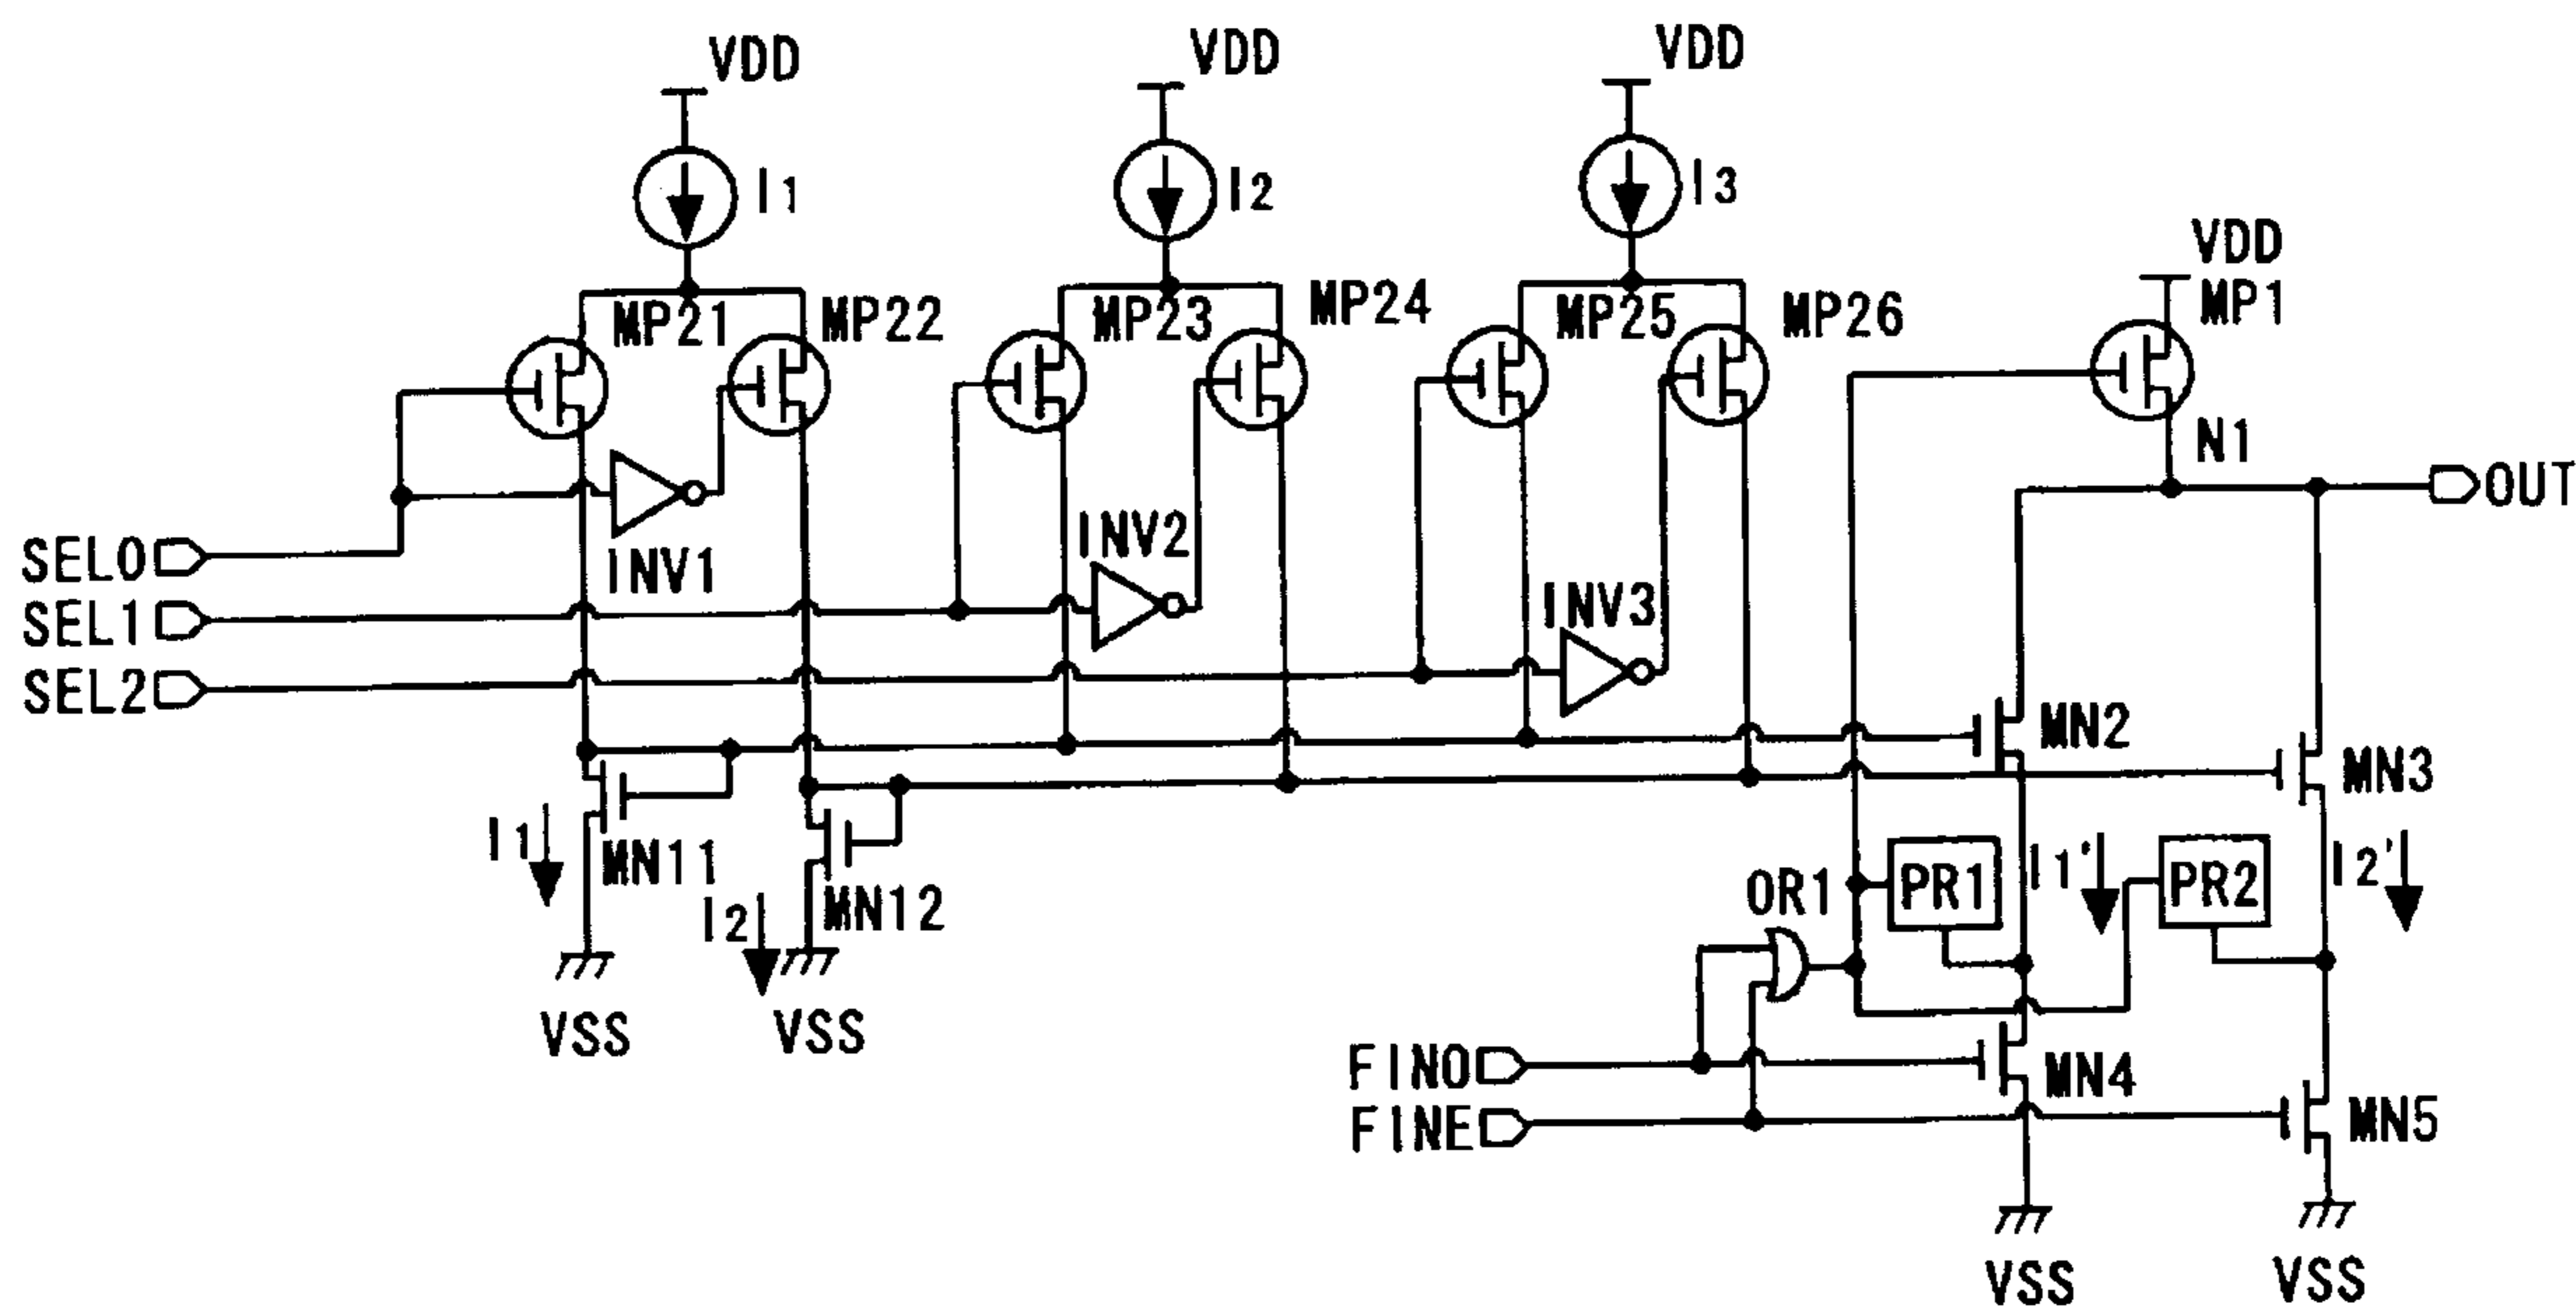 VDD
VDD
VDD
I1
I2
I3
VDD
MP21
MP22
MP23
MP24
MP25
MP26
MP1
N1
OUT
SEL0
INV1
INV2
INV3
SEL1
SEL2
MN2
MN3
I1
MN11
I2
MN12
OR1
PR1
I1'
PR2
I2'
VSS
VSS
FINO
MN4
FINE
MN5
VSS
VSS